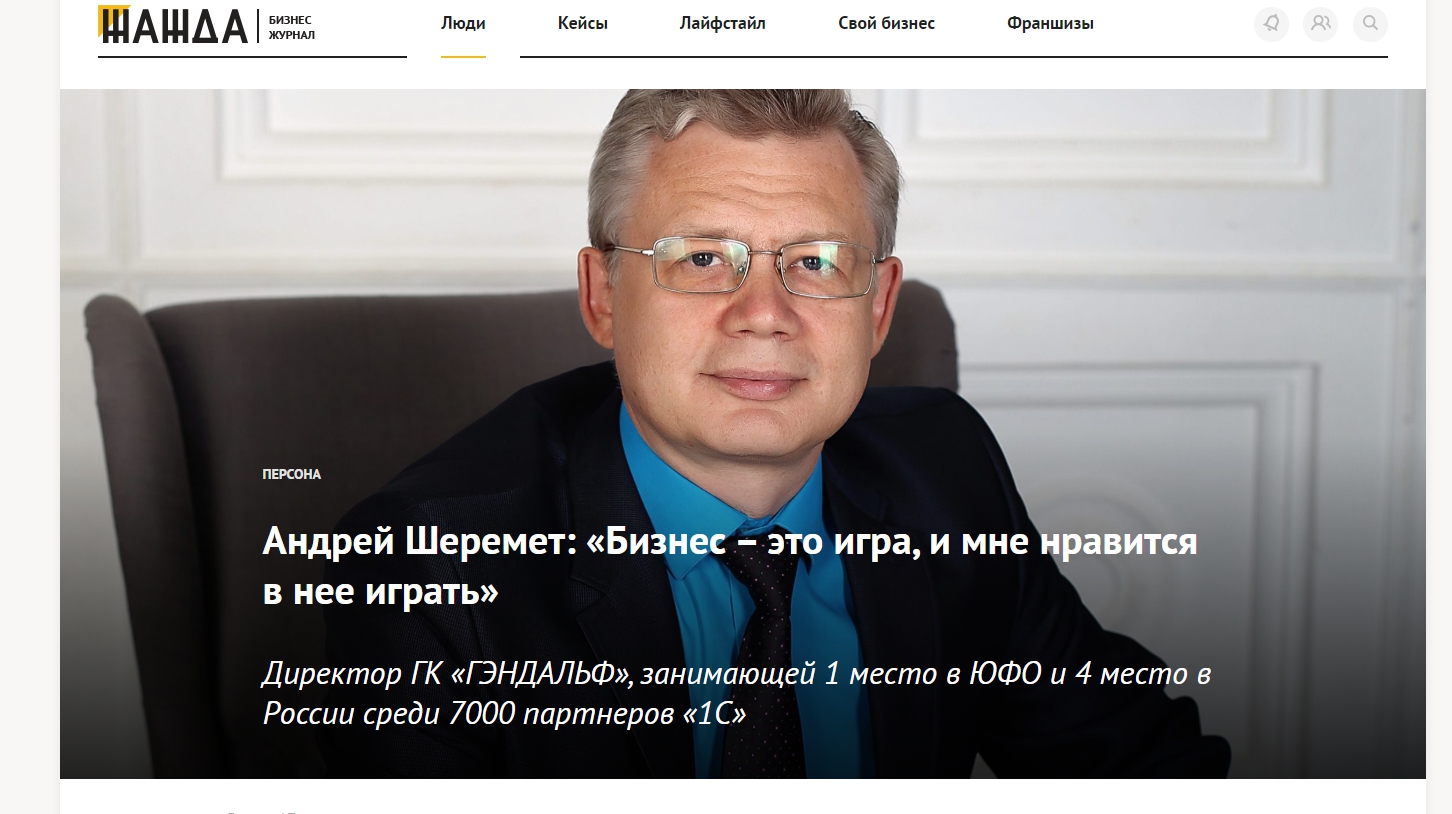 ЖАЖДА
БИЗНЕС
ЖУРНАЛ
Люди
Кейсы
Лайфстайл
Свой бизнес
Франшизы
ПЕРСОНА
Андрей Шеремет: «Бизнес – это игра, и мне нравится
в нее играть»
Директор ГК «ГЭНДАЛЬФ», занимающей 1 место в ЮФО и 4 место в
России среди 7000 партнеров «1С»